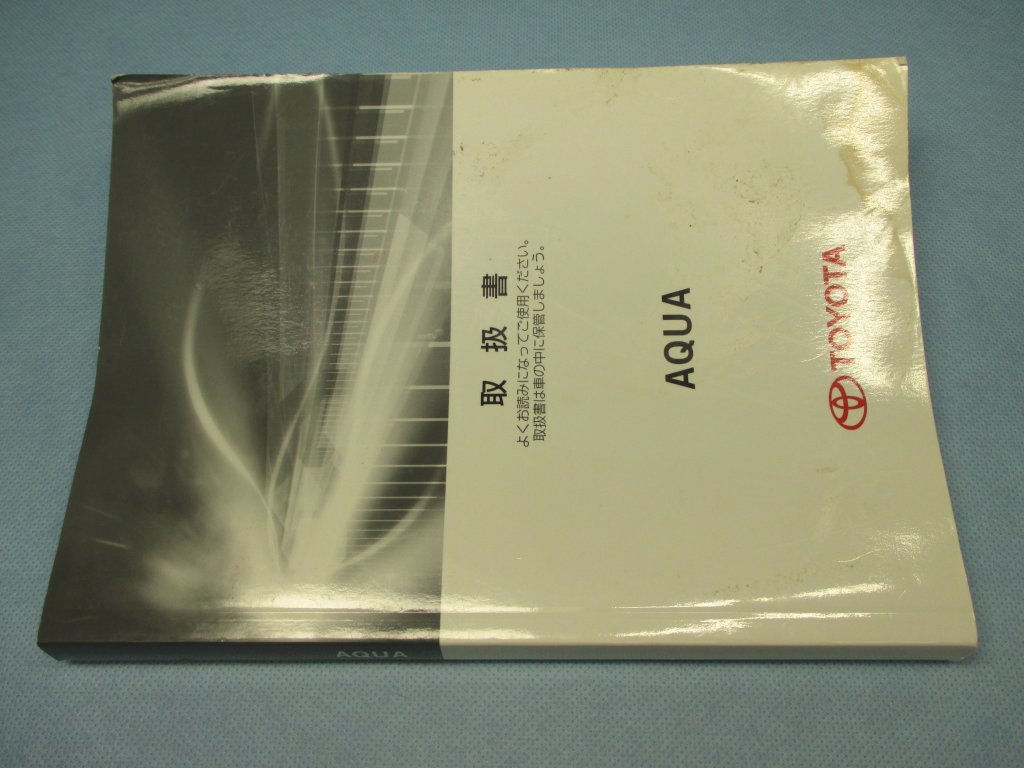 取扱書
よくお読みになってご使用ください。
取扱書は車の中に保管しましょう。
AQUA
TOYOTA
AQUA